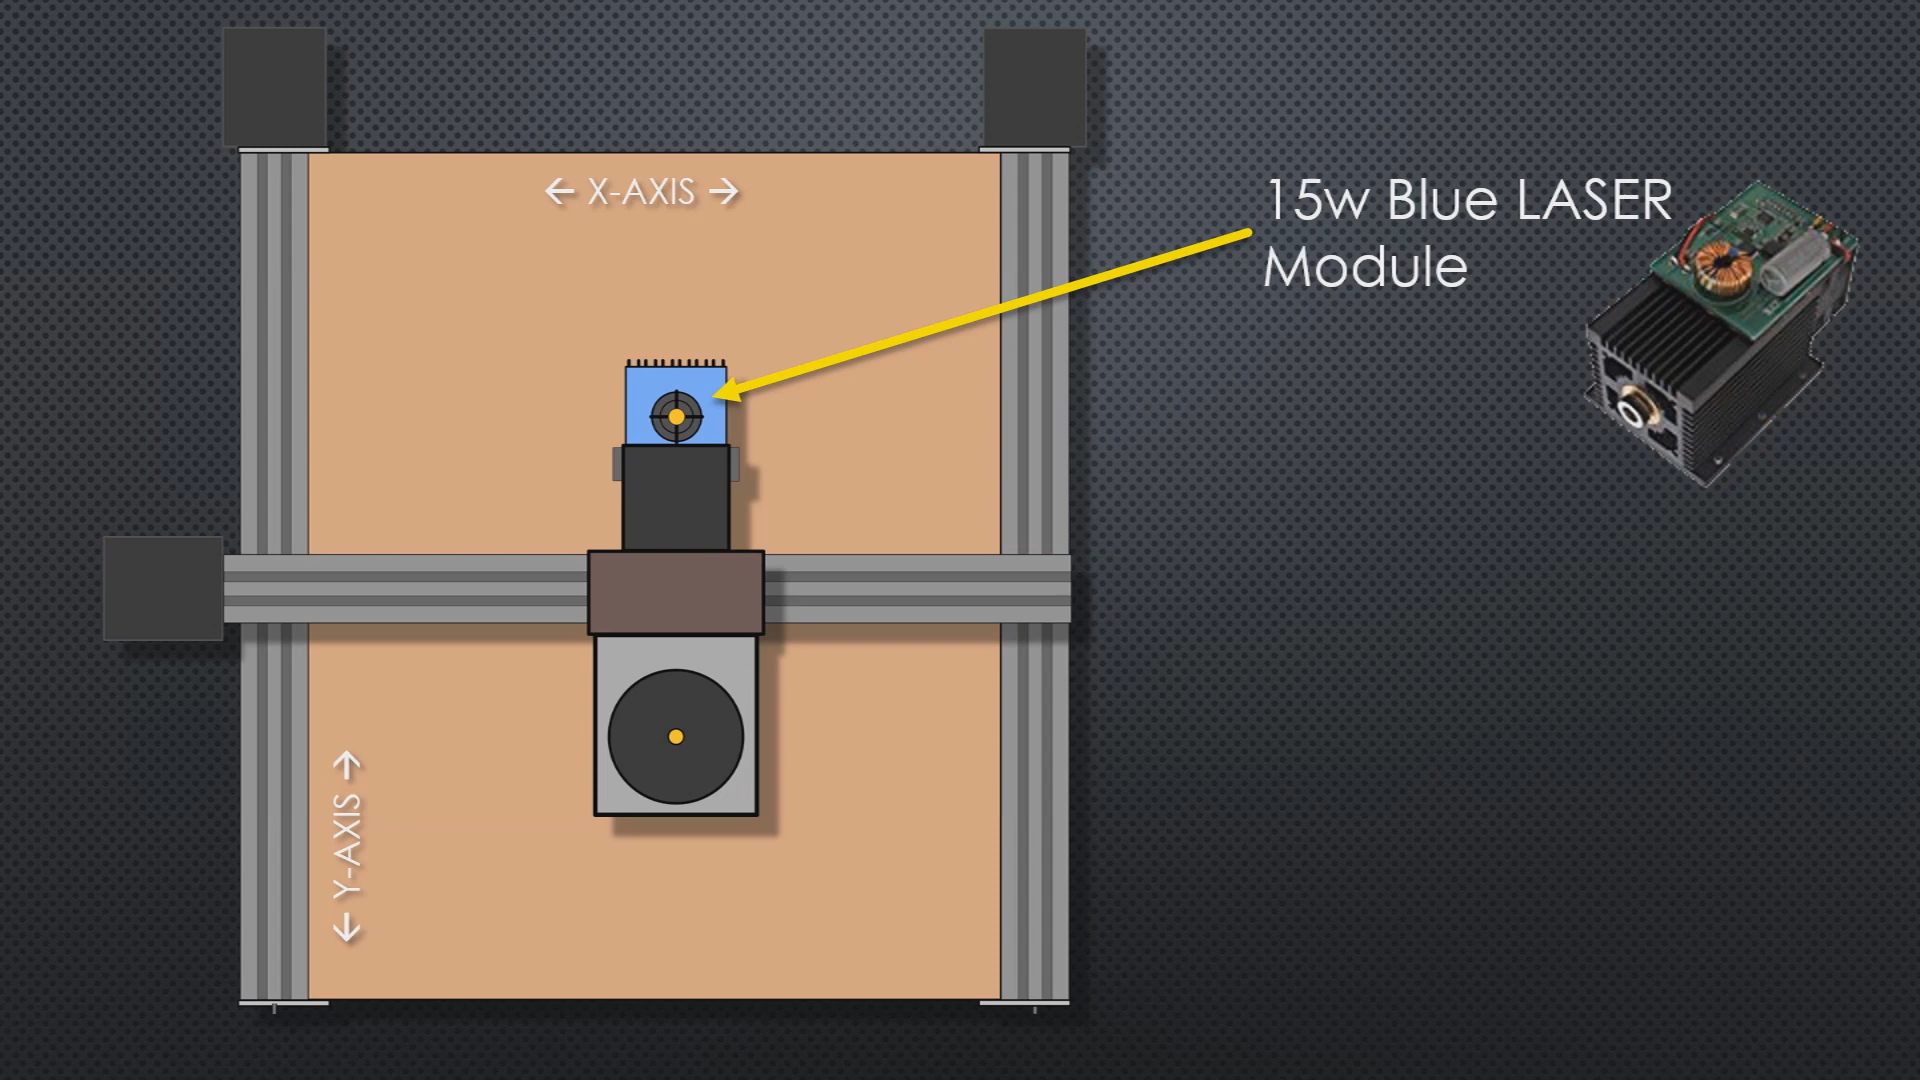 ← X-AXIS →
15w Blue LASER
Module
← Y-AXIS →